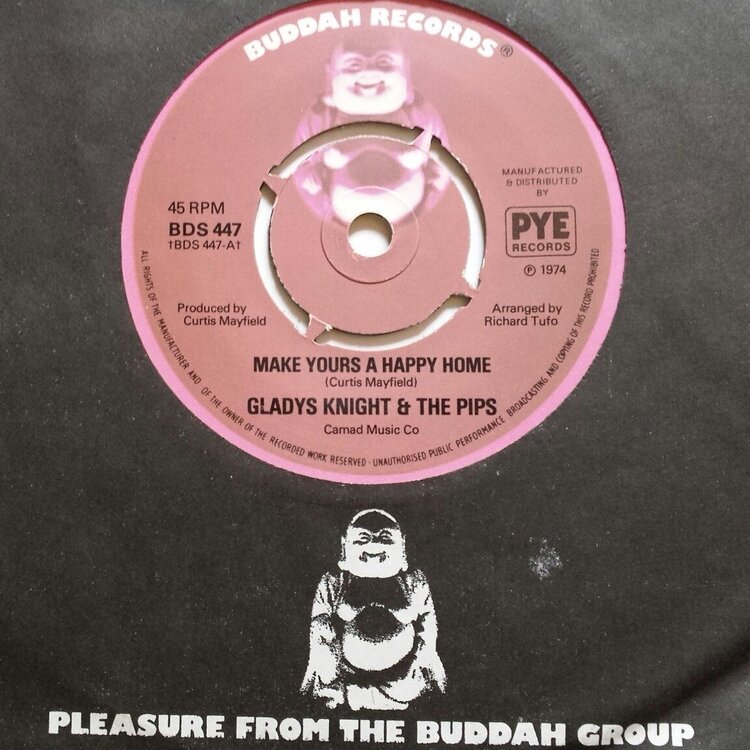 BUDDAH RECORDS®
MANUFACTURED
& DISTRIBUTED
BY
PYE
RECORDS
℗ 1974
45 RPM
BDS 447
†BDS 447-A†
Produced by
Curtis Mayfield
Arranged by
Richard Tufo
MAKE YOURS A HAPPY HOME
(Curtis Mayfield)
GLADYS KNIGHT & THE PIPS
Camad Music Co
ALL RIGHTS OF THE MANUFACTURER AND OF THE OWNER OF THE RECORDED WORK RESERVED · UNAUTHORISED PUBLIC PERFORMANCE BROADCASTING AND COPYING OF THIS RECORD PROHIBITED
PLEASURE FROM THE BUDDAH GROUP